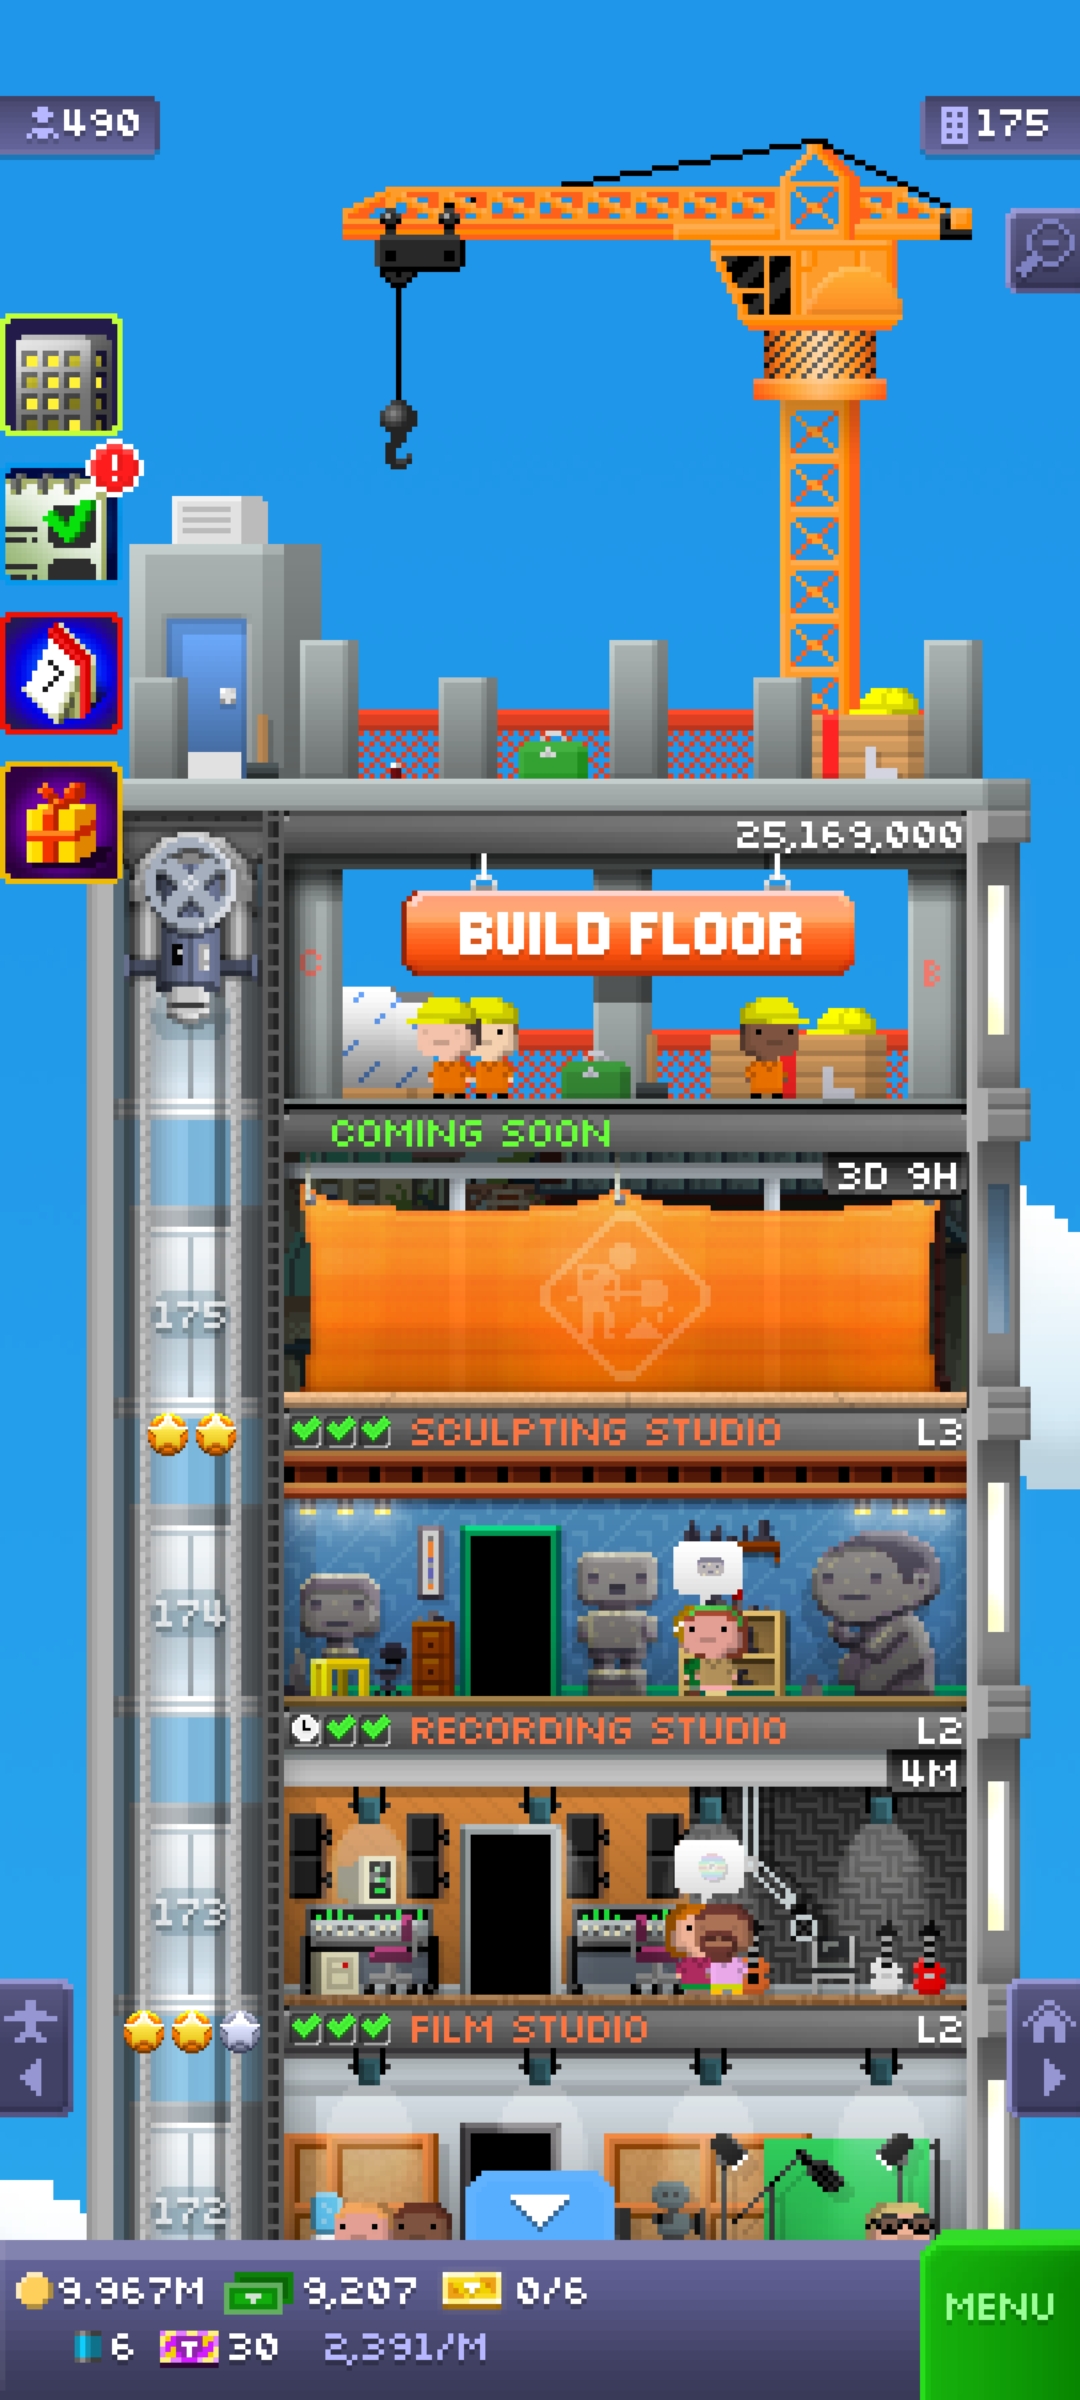 490
175
7
25,169,000
BUILD FLOOR
C
B
COMING SOON
3D 9H
175
SCULPTING STUDIO
L3
174
RECORDING STUDIO
L2
4M
173
FILM STUDIO
L2
172
9.967M
9,207
0/6
6
T
30
2,391/M
MENU